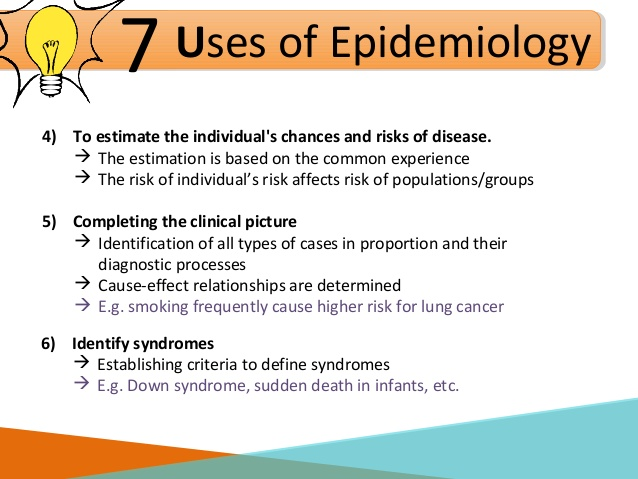 7 Uses of Epidemiology
4) To estimate the individual's chances and risks of disease.
→ The estimation is based on the common experience
→ The risk of individual’s risk affects risk of populations/groups
5) Completing the clinical picture
→ Identification of all types of cases in proportion and their
diagnostic processes
→ Cause-effect relationships are determined
→ E.g. smoking frequently cause higher risk for lung cancer
6) Identify syndromes
→ Establishing criteria to define syndromes
→ E.g. Down syndrome, sudden death in infants, etc.